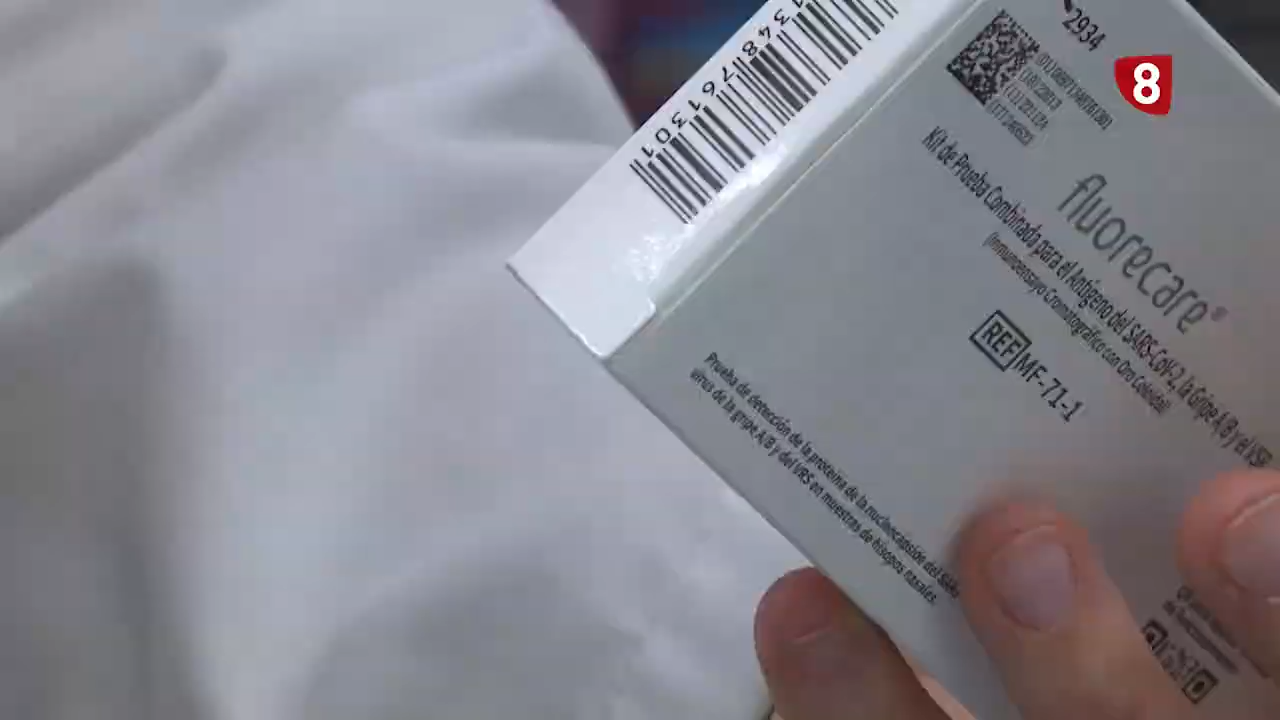 2934
8
fluorecare®
Kit de Prueba Combinada para el Antígeno del SARS-CoV-2, la Gripe A/B y el VSR
(Inmunoensayo Cromatográfico con Oro Coloidal)
REF MF-71-1
Prueba de detección de la proteína de la nucleocápside del SARS
virus de la gripe A/B y del VRS en muestras de hisopos nasales.
348761301